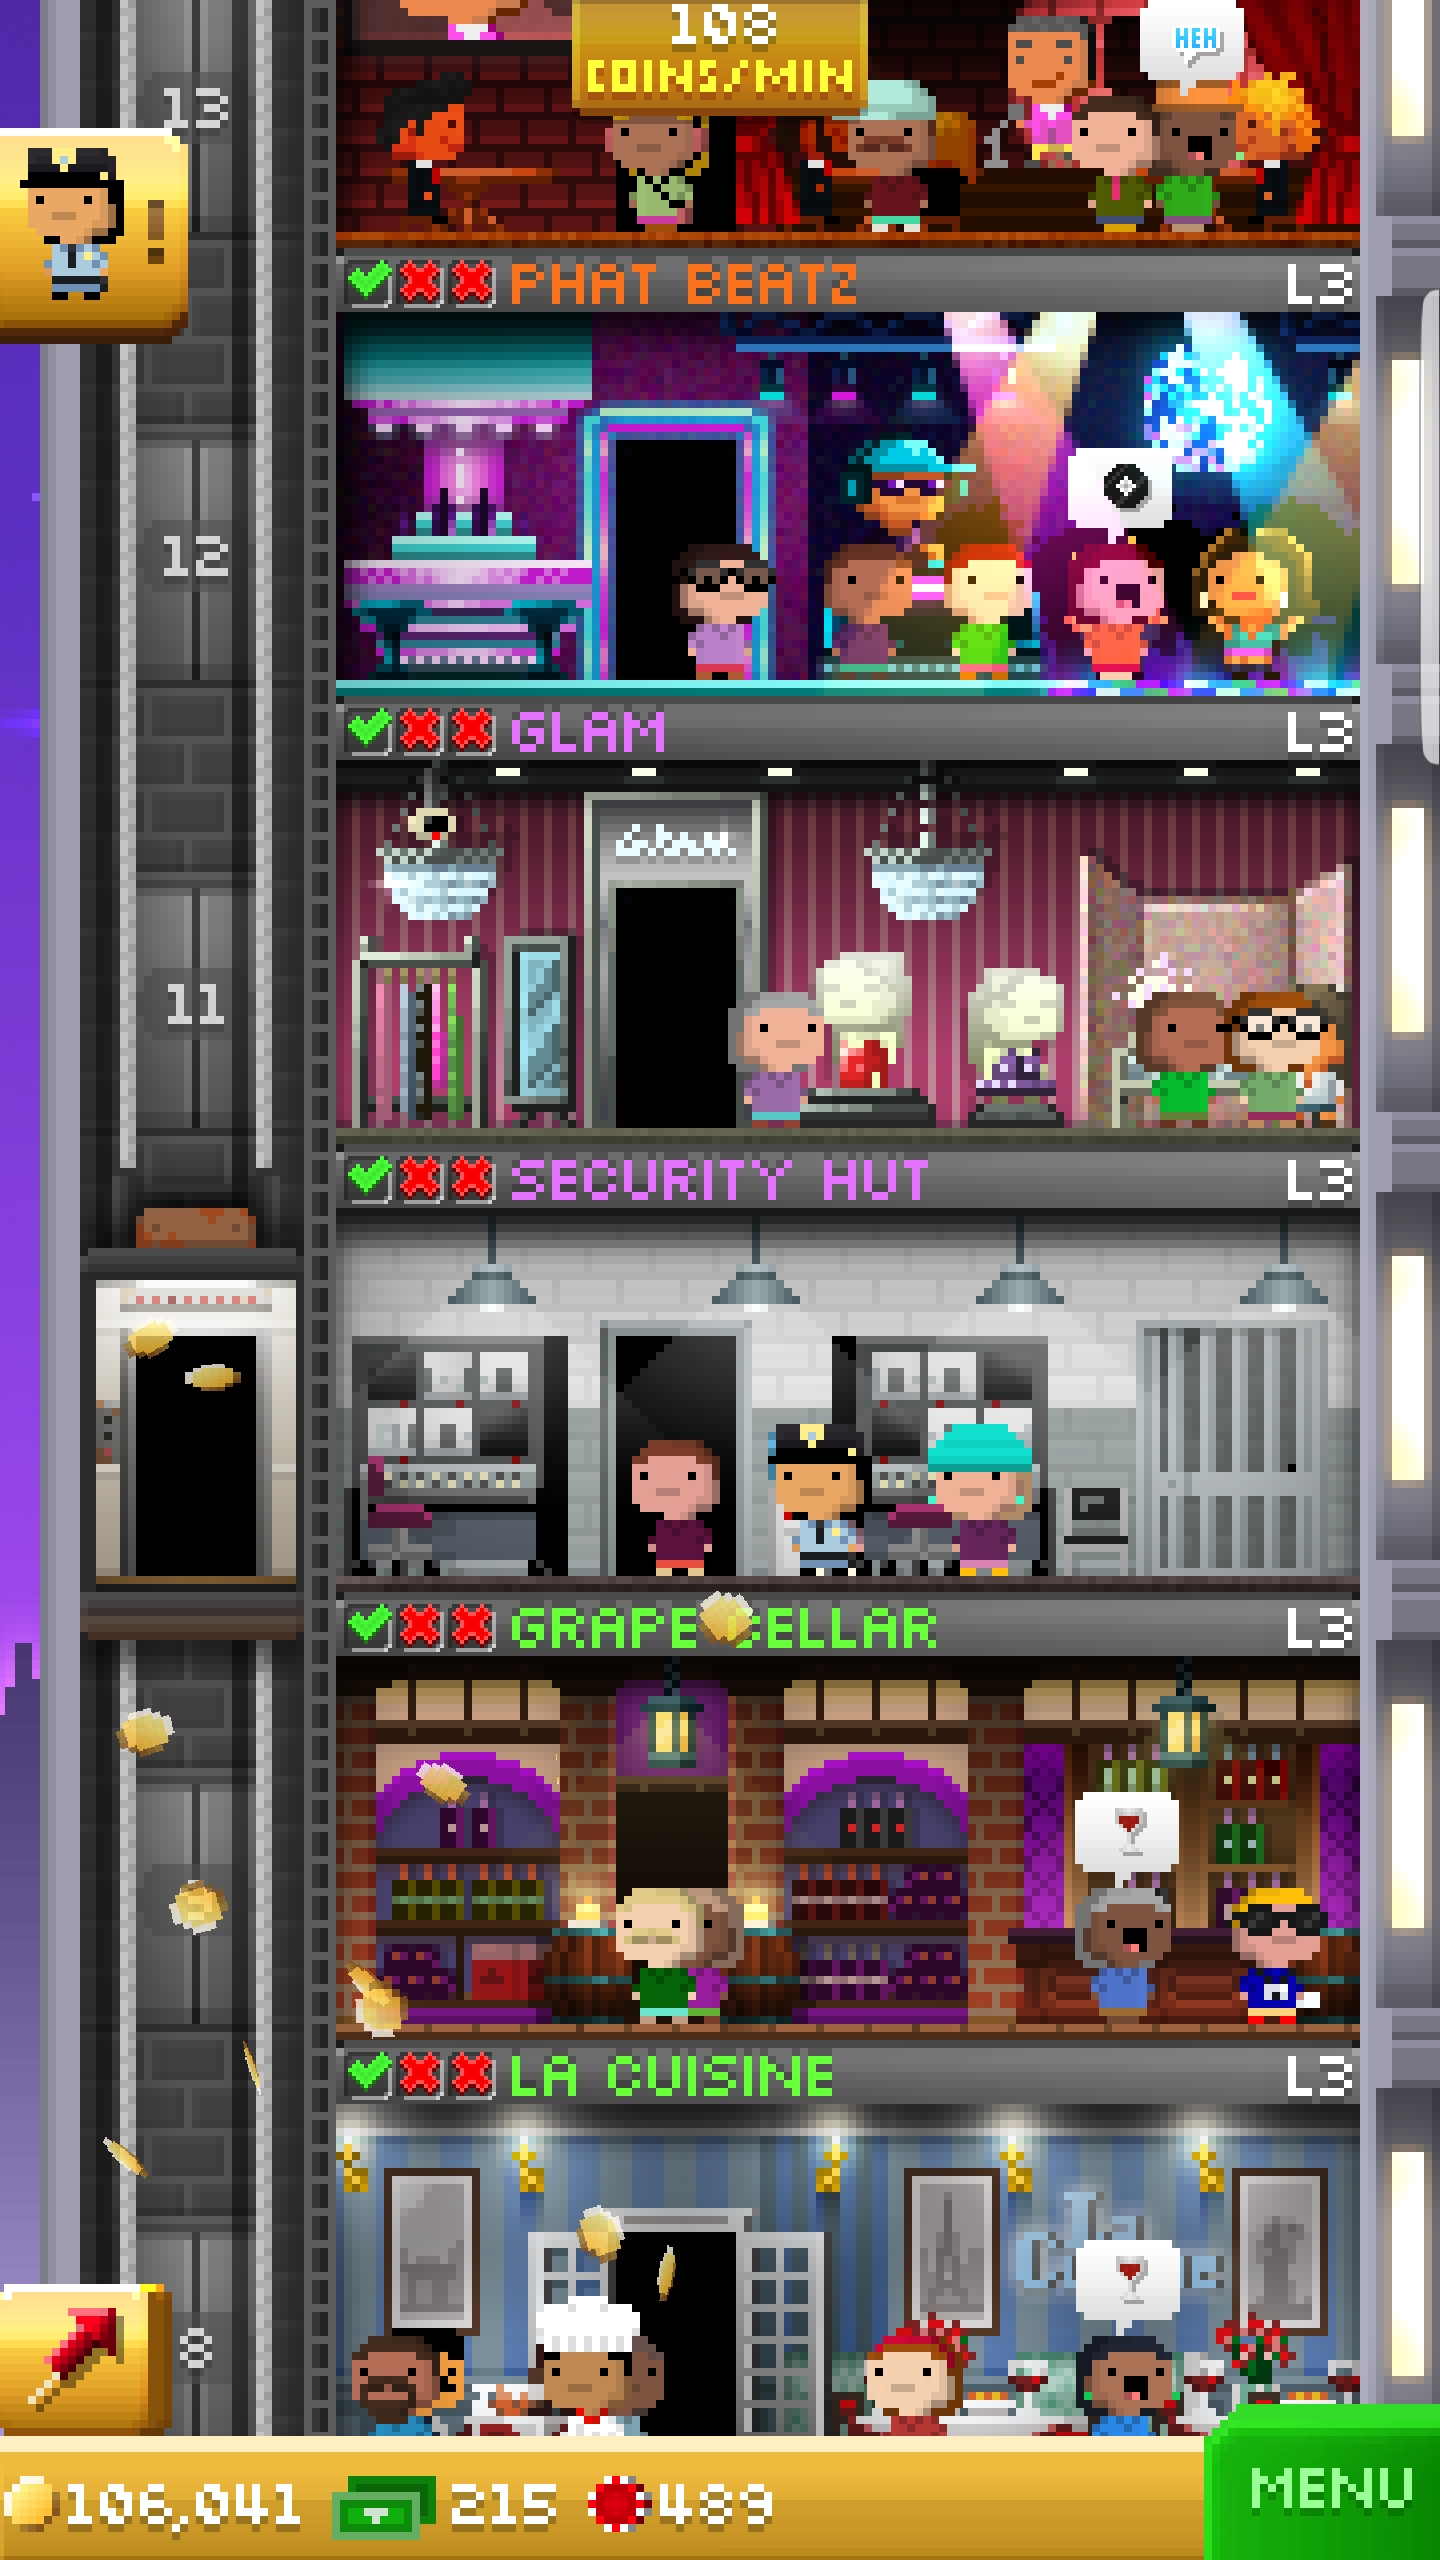 108
COINS/MIN
HEH
13
!
PHAT BEATZ L3
12
GLAM L3
Glam
11
SECURITY HUT L3
GRAPE CELLAR L3
LA CUISINE L3
La
8
106,041 215 489
MENU